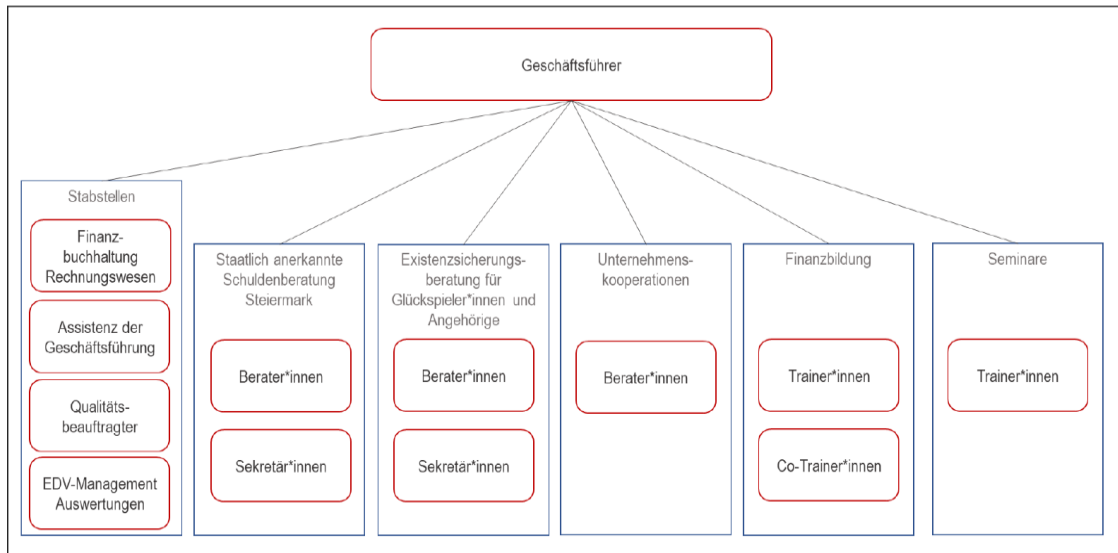 Geschäftsführer
Stabstellen
Finanz-
buchhaltung
Rechnungswesen
Assistenz der
Geschäftsführung
Qualitäts-
beauftragter
EDV-Management
Auswertungen
Staatlich anerkannte
Schuldenberatung
Steiermark
Berater*innen
Sekretär*innen
Existenzsicherungs-
beratung für
Glückspieler*innen und
Angehörige
Berater*innen
Sekretär*innen
Unternehmens-
kooperationen
Berater*innen
Finanzbildung
Trainer*innen
Co-Trainer*innen
Seminare
Trainer*innen